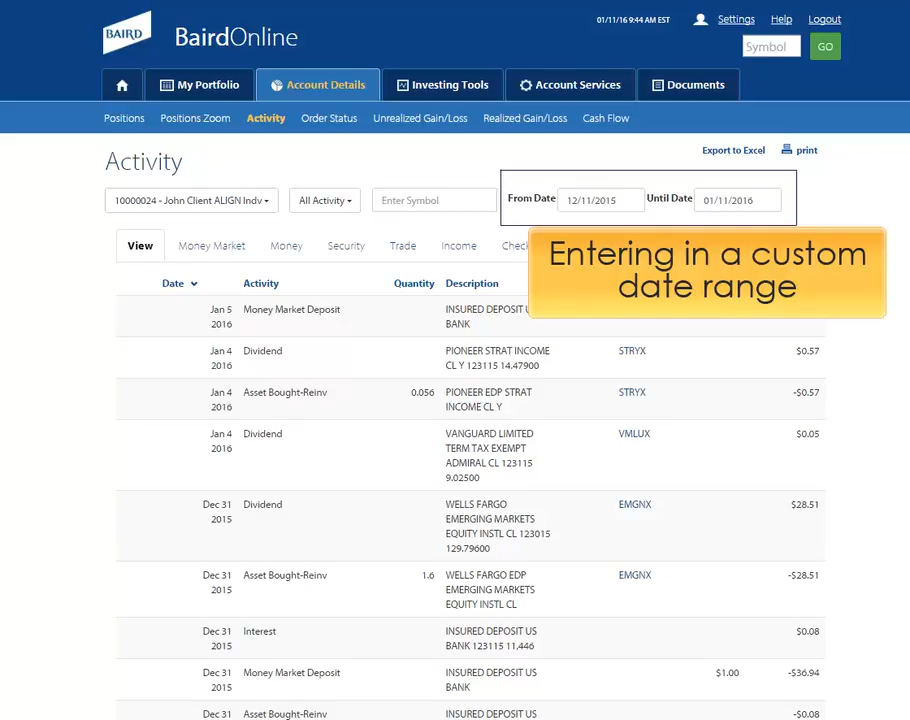 01/11/16 9:44 AM EST
Settings
Help
Logout
BAIRD
BairdOnline
Symbol
GO
My Portfolio
Account Details
Investing Tools
Account Services
Documents
Positions
Positions Zoom
Activity
Order Status
Unrealized Gain/Loss
Realized Gain/Loss
Cash Flow
Activity
Export to Excel
print
10000024 - John Client ALIGN Indv
All Activity
Enter Symbol
From Date 12/11/2015
Until Date 01/11/2016
Entering in a custom
date range
View
Money Market
Money
Security
Trade
Income
Date Activity Quantity Description
Jan 5 Money Market Deposit INSURED DEPOSIT
2016 BANK
Jan 4 Dividend PIONEER STRAT INCOME STRYX $0.57
2016 CL Y 123115 14.47900
Jan 4 Asset Bought-Reinv 0.056 PIONEER EDP STRAT STRYX -$0.57
2016 INCOME CL Y
Jan 4 Dividend VANGUARD LIMITED VMLUX $0.05
2016 TERM TAX EXEMPT
ADMIRAL CL 123115
9.02500
Dec 31 Dividend WELLS FARGO EMGNX $28.51
2015 EMERGING MARKETS
EQUITY INSTL CL 123015
129.79600
Dec 31 Asset Bought-Reinv 1.6 WELLS FARGO EDP EMGNX -$28.51
2015 EMERGING MARKETS
EQUITY INSTL CL
Dec 31 Interest INSURED DEPOSIT US $0.08
2015 BANK 123115 11,446
Dec 31 Money Market Deposit INSURED DEPOSIT US $1.00 -$36.94
2015 BANK
Dec 31 Asset Bought-Reinv INSURED DEPOSIT US -$0.08